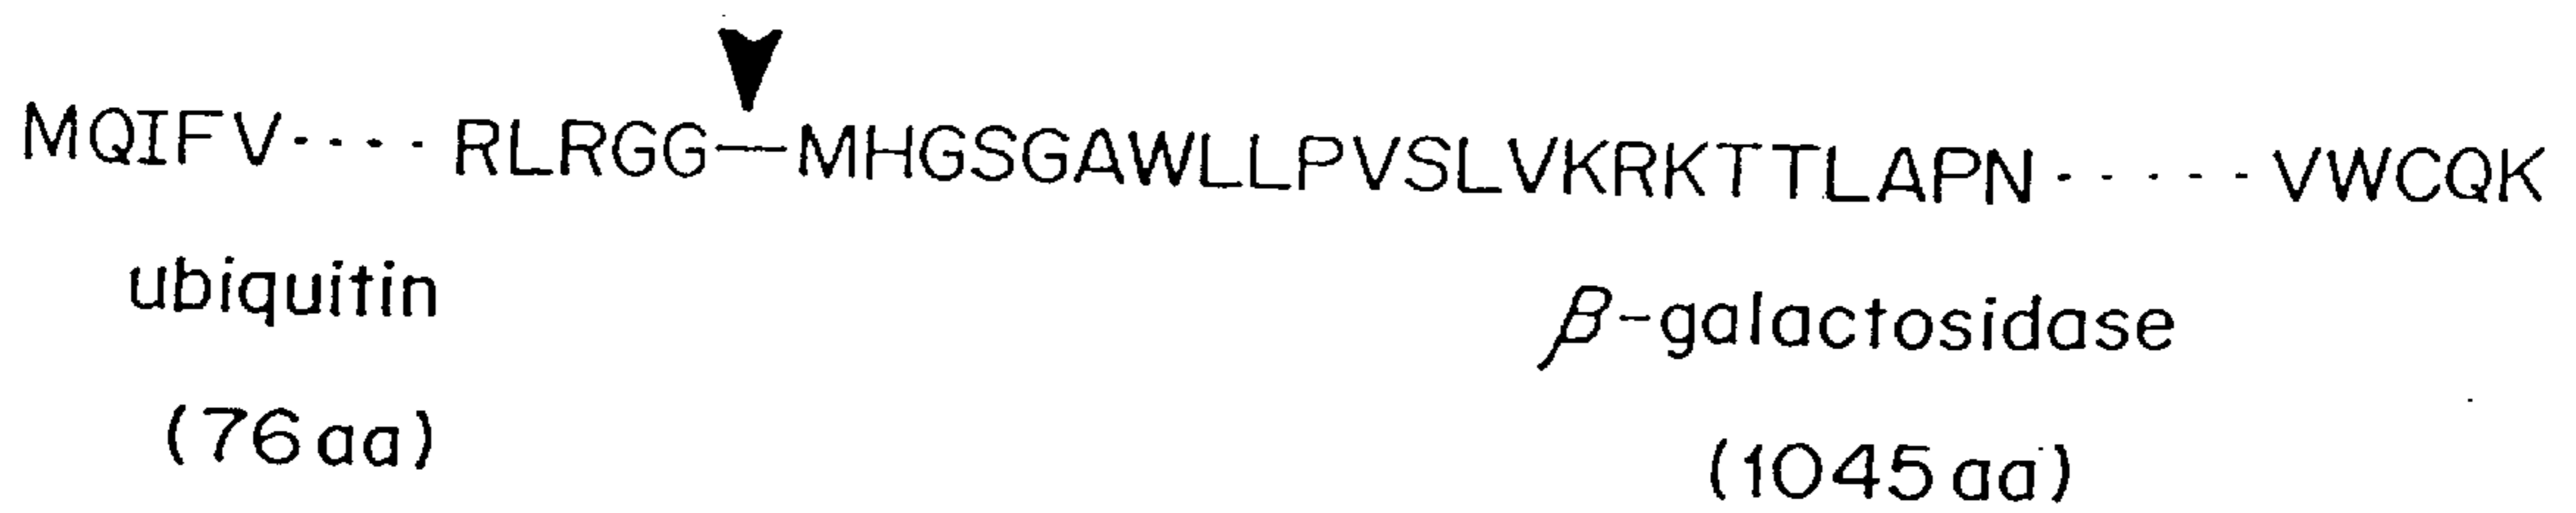 MQIFV----RLRGG—MHGSGAWLLPVSLVKRKTTLAPN-----VWCQK
ubiquitin β-galactosidase
(76aa) (1045aa)